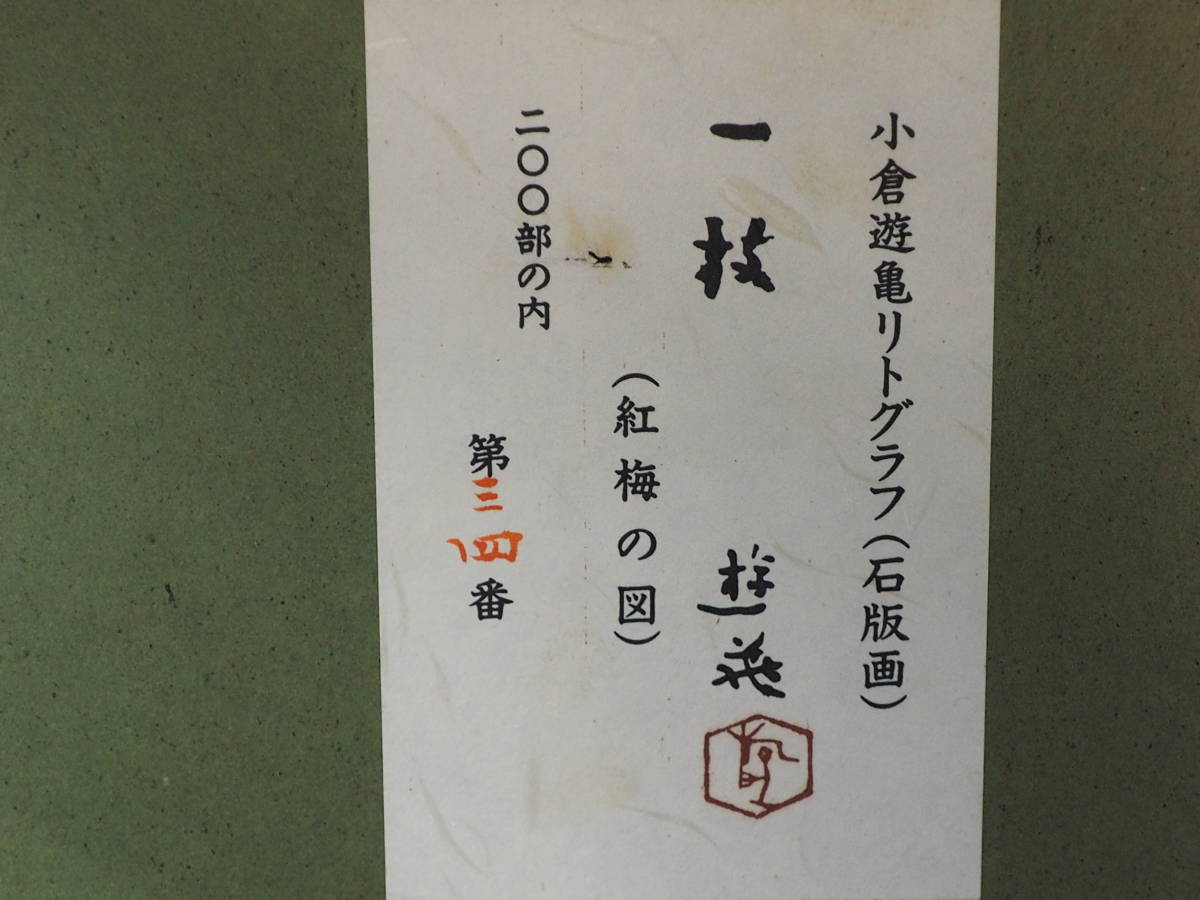 小倉遊亀リトグラフ(石版画)
一枝 遊亀
(紅梅の図)
二〇〇部の内
第三四番